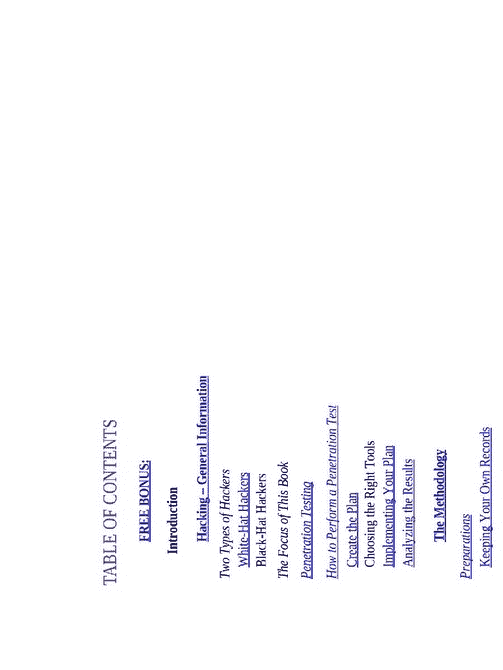 TABLE OF CONTENTS
FREE BONUS:
Introduction
Hacking – General Information
Two Types of Hackers
White-Hat Hackers
Black-Hat Hackers
The Focus of This Book
Penetration Testing
How to Perform a Penetration Test
Create the Plan
Choosing the Right Tools
Implementing Your Plan
Analyzing the Results
The Methodology
Preparations
Keeping Your Own Records